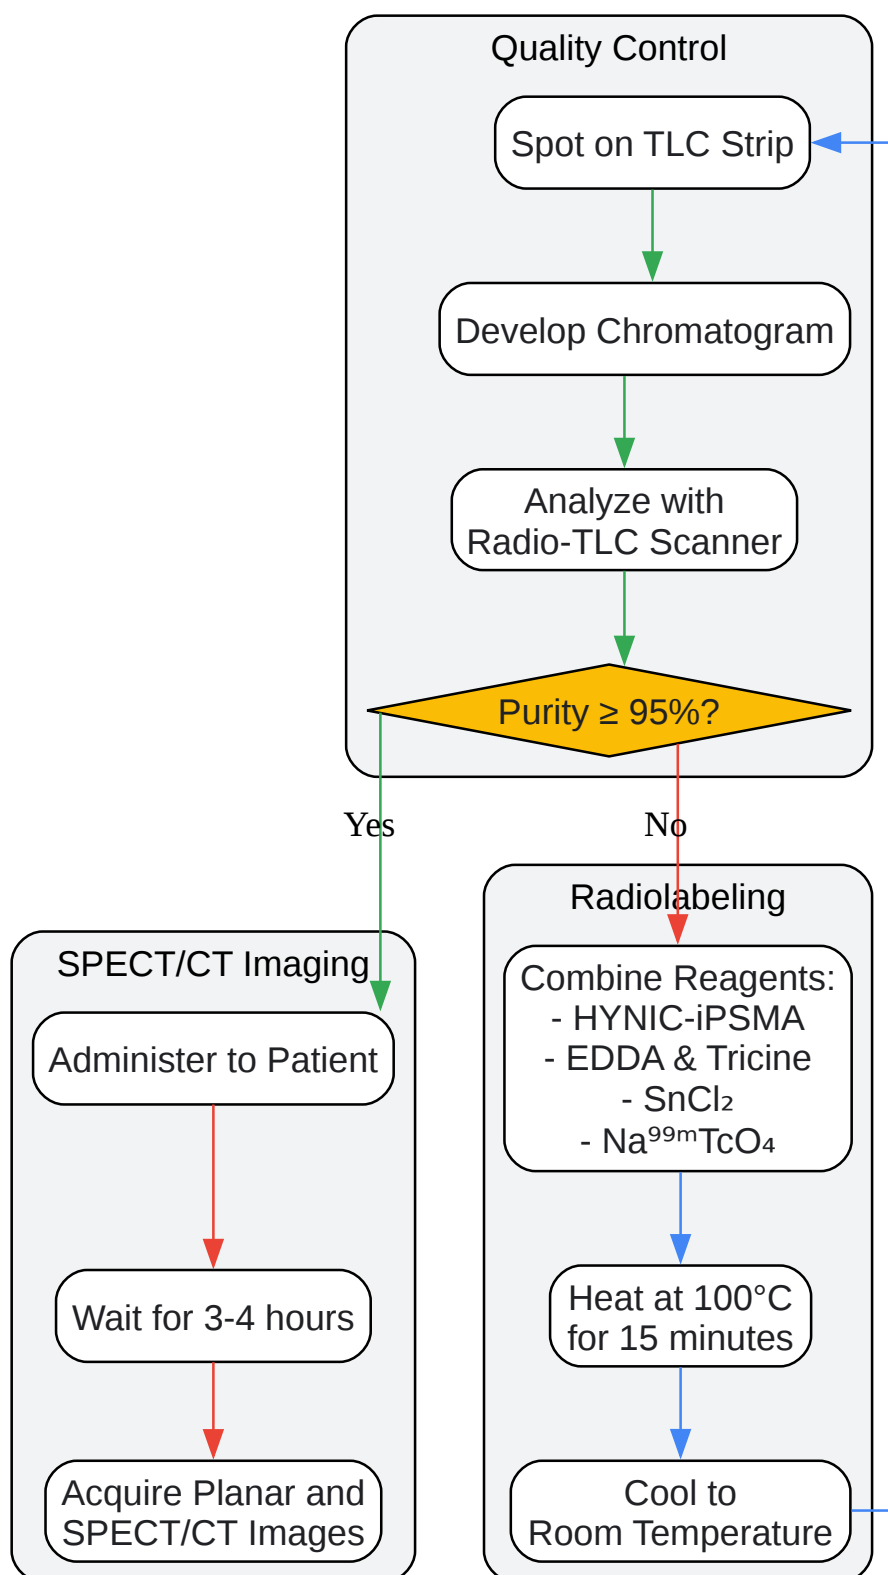 Quality Control
Spot on TLC Strip
Develop Chromatogram
Analyze with
Radio-TLC Scanner
Purity ≥ 95%?
Yes
No
SPECT/CT Imaging
Administer to Patient
Wait for 3-4 hours
Acquire Planar and
SPECT/CT Images
Radiolabeling
Combine Reagents:
- HYNIC-iPSMA
- EDDA & Tricine
- SnCl₂
- Na⁹⁹ᵐTcO₄
Heat at 100°C
for 15 minutes
Cool to
Room Temperature